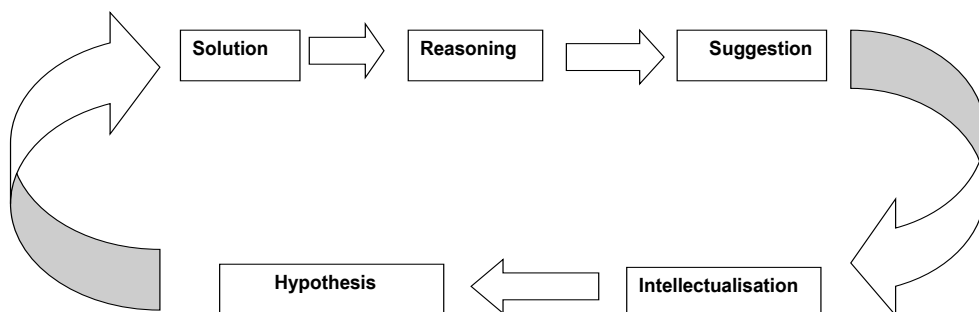 Solution
Reasoning
Suggestion
Hypothesis
Intellectualisation